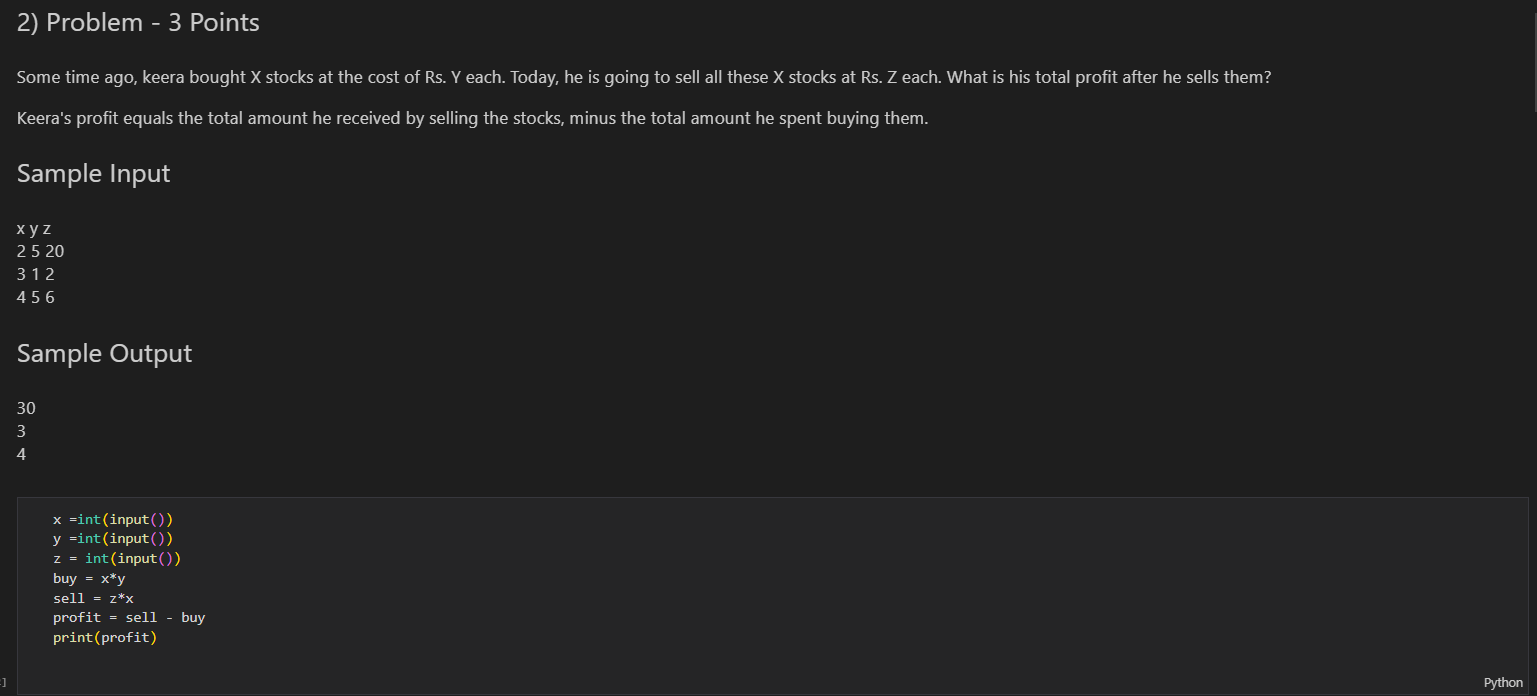 2) Problem - 3 Points
Some time ago, keera bought X stocks at the cost of Rs. Y each. Today, he is going to sell all these X stocks at Rs. Z each. What is his total profit after he sells them?
Keera's profit equals the total amount he received by selling the stocks, minus the total amount he spent buying them.
Sample Input
x y z
2 5 20
3 1 2
4 5 6
Sample Output
30
3
4
x =int(input())
y =int(input())
z = int(input())
buy = x*y
sell = z*x
profit = sell - buy
print(profit)
]
Python